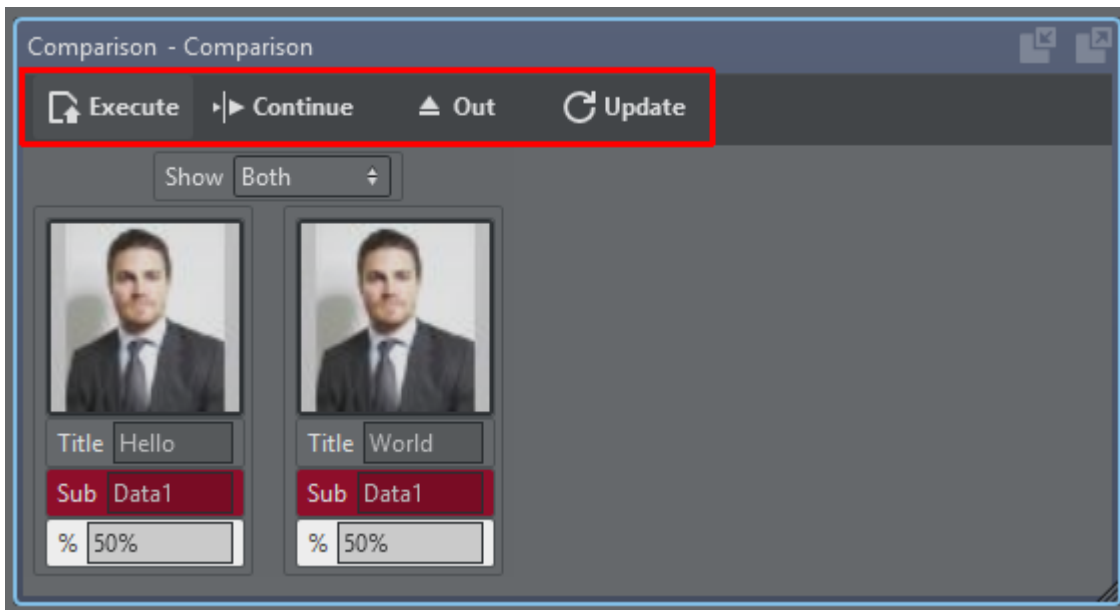 Comparison - Comparison
Execute Continue Out Update
Show Both
Title Hello Title World
Sub Data1 Sub Data1
% 50% % 50%